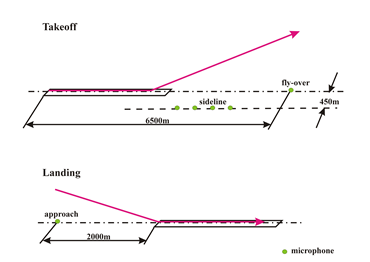 Takeoff
fly-over
sideline
450m
6500m
Landing
approach
2000m
microphone